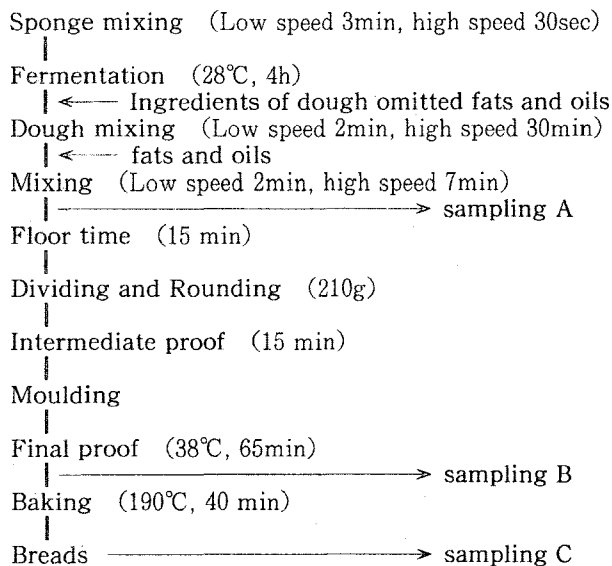 Sponge mixing (Low speed 3min, high speed 30sec)
Fermentation (28℃, 4h)
Ingredients of dough omitted fats and oils
Dough mixing (Low speed 2min, high speed 30min)
fats and oils
Mixing (Low speed 2min, high speed 7min)
sampling A
Floor time (15 min)
Dividing and Rounding (210g)
Intermediate proof (15 min)
Moulding
Final proof (38℃, 65min)
sampling B
Baking (190℃, 40 min)
Breads sampling C